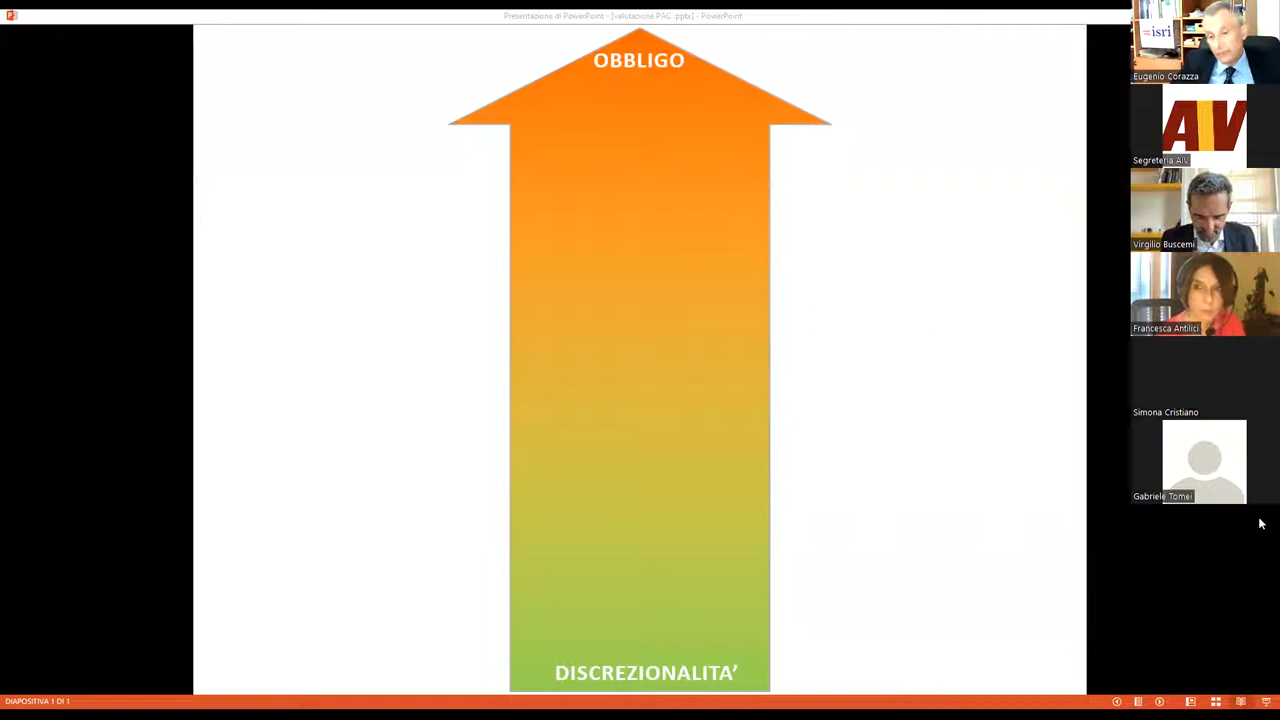 Presentazione di PowerPoint - [valutazione PAC .pptx] - PowerPoint
OBBLIGO
DISCREZIONALITA’
DIAPOSITIVA 1 DI 1
isri
Eugenio Corazza
AIV
Segreteria AIV
Virgilio Buscemi
Francesca Antilici
Simona Cristiano
Gabriele Tomei